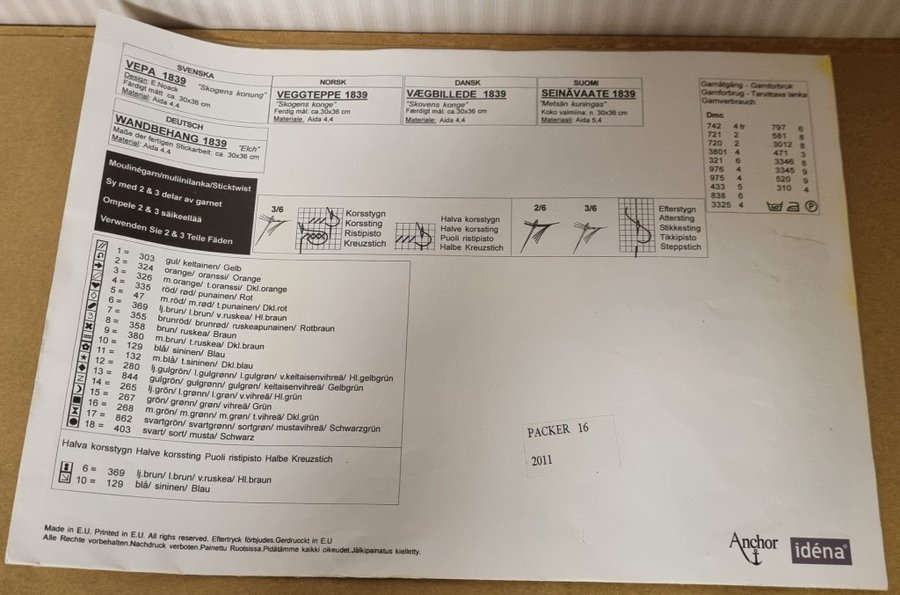 SVENSKA
VEPA 1839 "Skogens konung"
Design: E.Noack
Färdigt mått ca. 30x36 cm
Material: Aida 4,4
NORSK
VEGGTEPPE 1839
"Skogens konge"
Ferdig mål: ca.30x36 cm
Materiale: Aida 4,4
DANSK
VÆGBILLEDE 1839
"Skovens konge"
Færdigt mål: ca.30x36 cm
Materiale: Aida 4,4
SUOMI
SEINÄVAATE 1839
"Metsän kuningas"
Koko valmiina: n. 30x36 cm
Materiaali: Aida 5,4
DEUTSCH
WANDBEHANG 1839 "Elch"
Maße der fertigen Stickarbeit: ca. 30x36 cm
Material: Aida 4,4
Garnåtgång - Garnforbruk
Garnforbrug - Tarvittava lanka
Garnverbrauch
Dmc
742 4 tr 797 6
721 2 581 8
720 2 3012 8
3801 4 471 3
321 6 3346 8
976 4 3345 9
975 4 520 9
433 5 310 4
838 6
3325 4
Moulinégarn/muliinilanka/Sticktwist
Sy med 2 & 3 delar av garnet
Ompele 2 & 3 säikeellää
Verwenden Sie 2 & 3 Teile Fäden
3/6
Korsstygn
Korssting
Ristipisto
Kreuzstich
Halva korsstygn
Halve korssting
Puoli ristipisto
Halbe Kreuzstich
2/6 3/6
Efterstygn
Attersting
Stikkesting
Tikkipisto
Steppstich
1 = 303 gul/ keltainen/ Gelb
2 = 324 orange/ oranssi/ Orange
3 = 326 m.orange/ t.oranssi/ Dkl.orange
4 = 335 röd/ rød/ punainen/ Rot
5 = 47 m.röd/ m.rød/ t.punainen/ Dkl.rot
6 = 369 lj.brun/ l.brun/ v.ruskea/ Hl.braun
7 = 355 brunröd/ brunrød/ ruskeapunainen/ Rotbraun
8 = 358 brun/ ruskea/ Braun
9 = 380 m.brun/ t.ruskea/ Dkl.braun
10 = 129 blå/ sininen/ Blau
11 = 132 m.blå/ t.sininen/ Dkl.blau
12 = 280 lj.gulgrön/ l.gulgrønn/ l.gulgrøn/ v.keltaisenvihreä/ Hl.gelbgrün
13 = 844 gulgrön/ gulgrønn/ gulgrøn/ keltaisenvihreä/ Gelbgrün
14 = 265 lj.grön/ l.grønn/ l.grøn/ v.vihreä/ Hl.grün
15 = 267 grön/ grønn/ grøn/ vihreä/ Grün
16 = 268 m.grön/ m.grønn/ m.grøn/ t.vihreä/ Dkl.grün
17 = 862 svartgrön/ svartgrønn/ sortgrøn/ mustavihreä/ Schwarzgrün
18 = 403 svart/ sort/ musta/ Schwarz
Halva korsstygn Halve korssting Puoli ristipisto Halbe Kreuzstich
6 = 369 lj.brun/ l.brun/ v.ruskea/ Hl.braun
10 = 129 blå/ sininen/ Blau
PACKER 16
2011
Made in E.U. Printed in E.U. All righs reserved. Eftertryck förbjudes.Gerdrucckt in E.U
Alle Rechte vorbehalten.Nachdruck verboten.Painettu Ruotsissa.Pidätämme kaikki oikeudet.Jälkipainatus kielletty.
Anchor
idéna